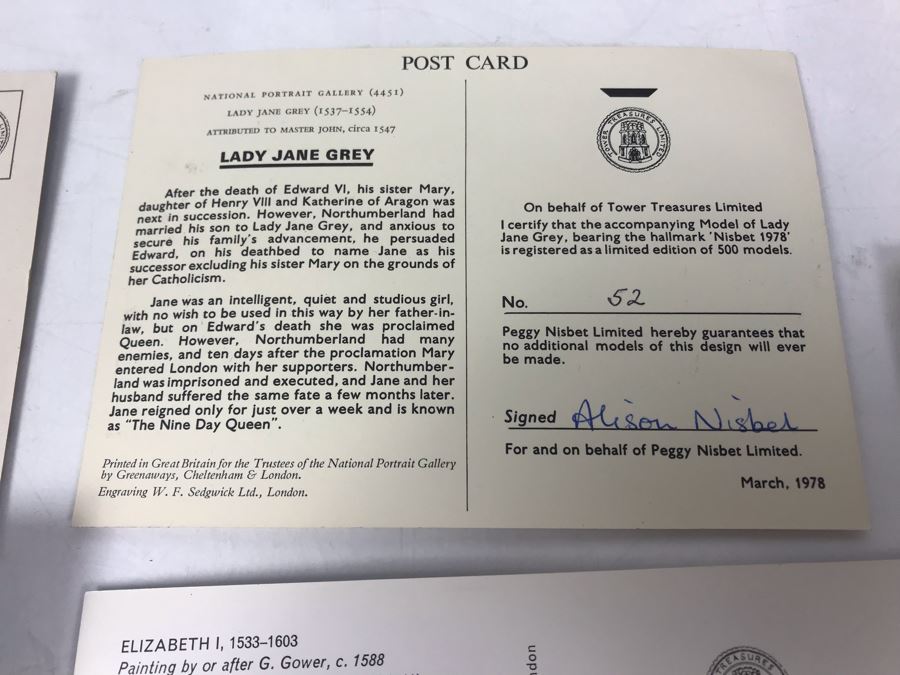 POST CARD
NATIONAL PORTRAIT GALLERY (4451)
LADY JANE GREY (1537–1554)
ATTRIBUTED TO MASTER JOHN, circa 1547
LADY JANE GREY
After the death of Edward VI, his sister Mary,
daughter of Henry VIII and Katherine of Aragon was
next in succession. However, Northumberland had
married his son to Lady Jane Grey, and anxious to
secure his family's advancement, he persuaded
Edward, on his deathbed to name Jane as his
successor excluding his sister Mary on the grounds of
her Catholicism.
Jane was an intelligent, quiet and studious girl,
with no wish to be used in this way by her father-in-
law, but on Edward's death she was proclaimed
Queen. However, Northumberland had many
enemies, and ten days after the proclamation Mary
entered London with her supporters. Northumber-
land was imprisoned and executed, and Jane and her
husband suffered the same fate a few months later.
Jane reigned only for just over a week and is known
as "The Nine Day Queen".
Printed in Great Britain for the Trustees of the National Portrait Gallery
by Greenaways, Cheltenham & London.
Engraving W. F. Sedgwick Ltd., London.
TOWER TREASURES LIMITED
On behalf of Tower Treasures Limited
I certify that the accompanying Model of Lady
Jane Grey, bearing the hallmark 'Nisbet 1978'
is registered as a limited edition of 500 models.
No. 52
Peggy Nisbet Limited hereby guarantees that
no additional models of this design will ever
be made.
Signed Alison Nisbet
For and on behalf of Peggy Nisbet Limited.
March, 1978
ELIZABETH I, 1533–1603
Painting by or after G. Gower, c. 1588
TREASURES